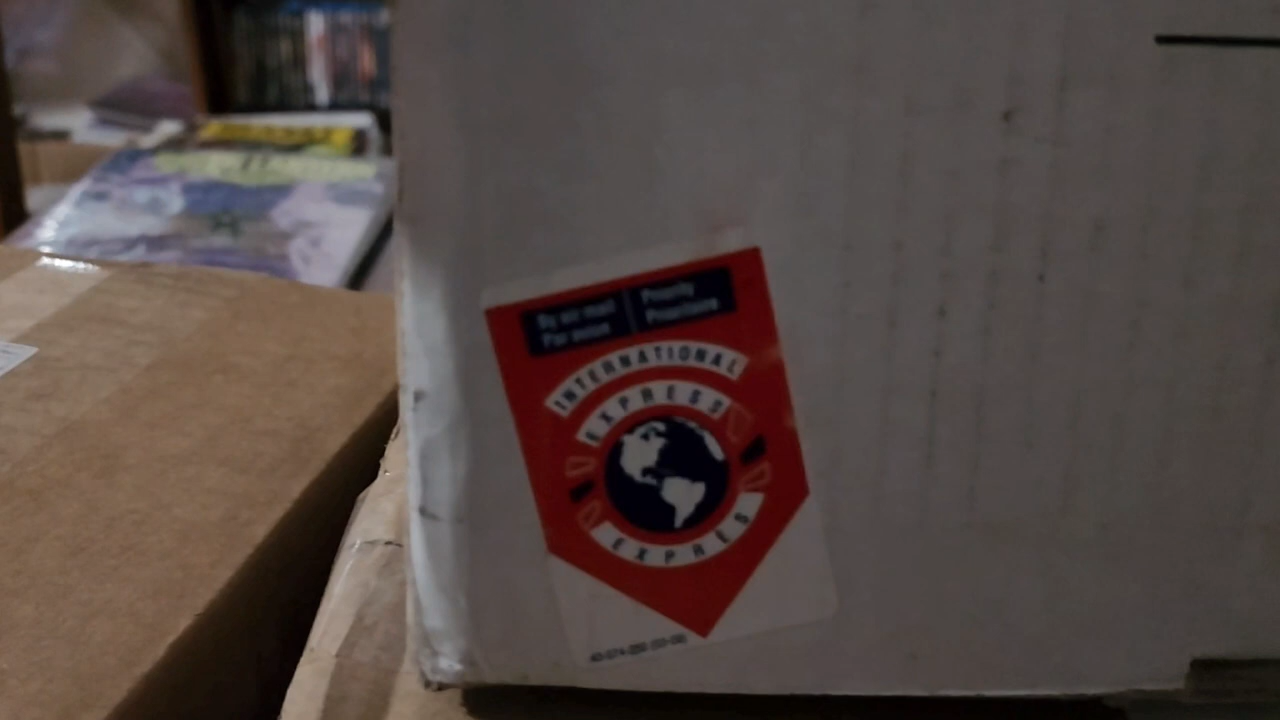 By air mail
Par avion
Priority
Prioritaire
INTERNATIONAL
EXPRESS
EXPRES